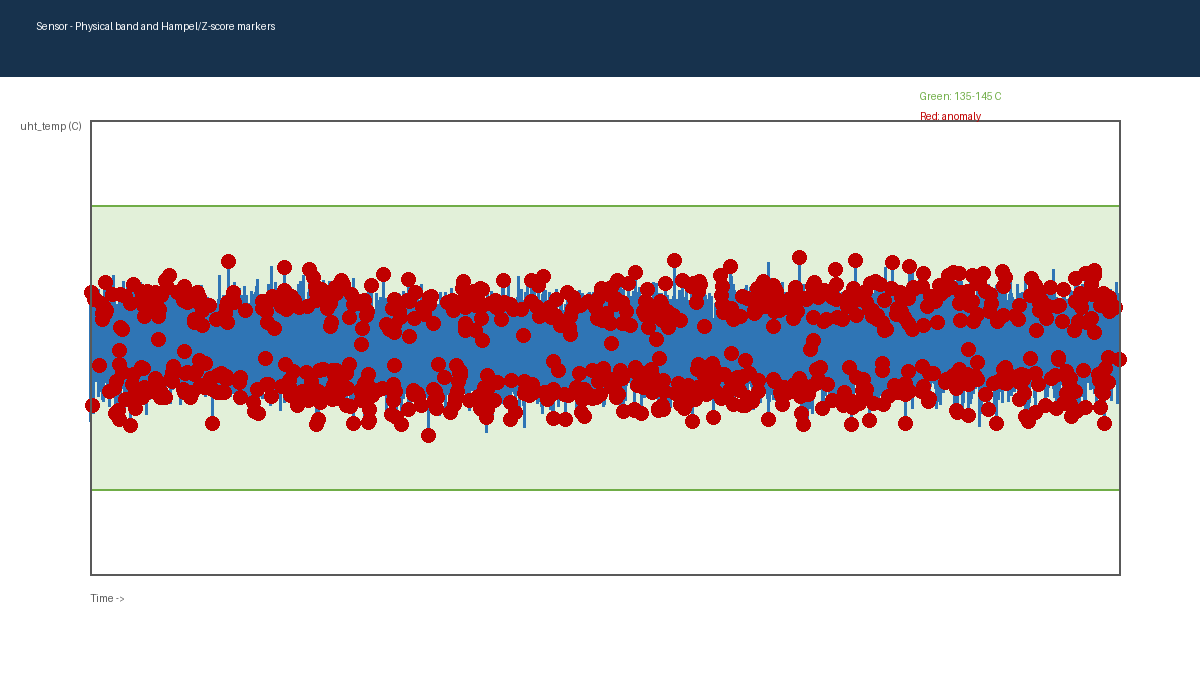 Sensor - Physical band and Hampel/Z-score markers
Green: 135-145 C
Red: anomaly
uht_temp (C)
Time ->